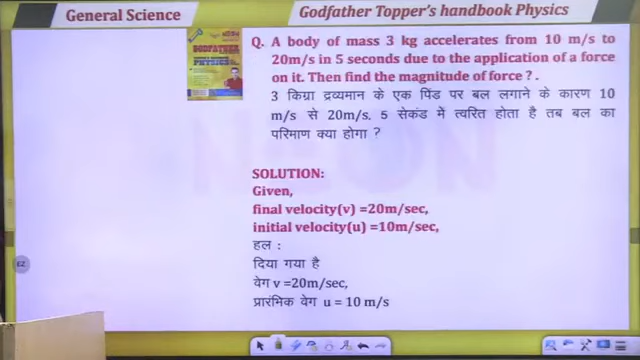 General Science
Godfather Topper's handbook Physics
GODFATHER
PHYSICS
Q. A body of mass 3 kg accelerates from 10 m/s to
20m/s in 5 seconds due to the application of a force
on it. Then find the magnitude of force ? .
3 किग्रा द्रव्यमान के एक पिंड पर बल लगाने के कारण 10
m/s से 20m/s. 5 सेकंड में त्वरित होता है तब बल का
परिमाण क्या होगा ?
SOLUTION:
Given,
final velocity(v) =20m/sec,
initial velocity(u) =10m/sec,
हल :
दिया गया है
वेग v =20m/sec,
प्रारंभिक वेग u = 10 m/s
EZ